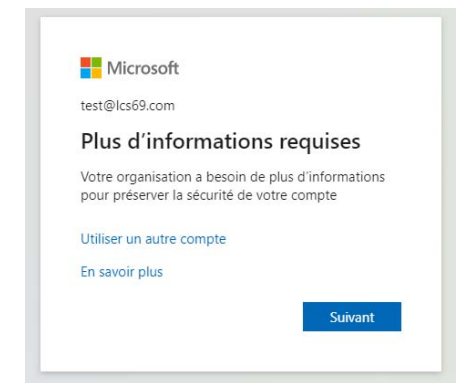 Microsoft
test@lcs69.com
Plus d'informations requises
Votre organisation a besoin de plus d'informations
pour préserver la sécurité de votre compte
Utiliser un autre compte
En savoir plus
Suivant